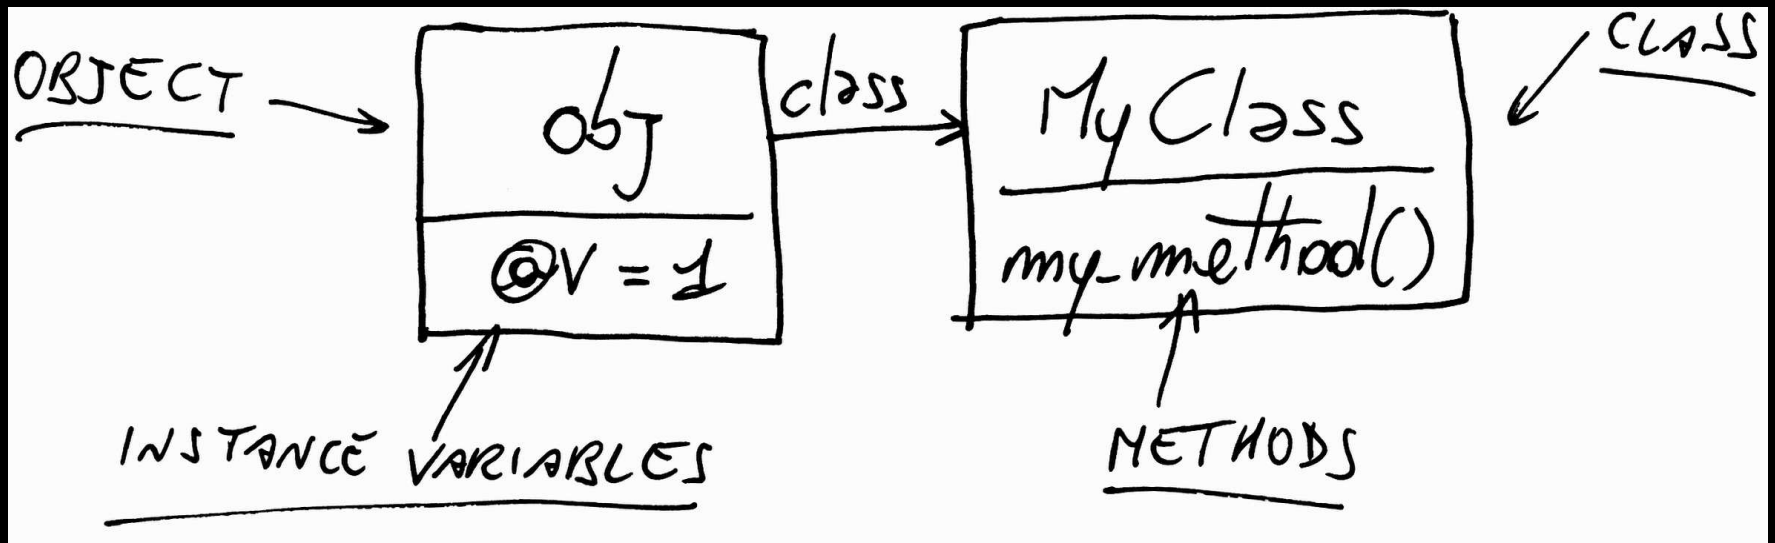 OBJECT
obj
@v = 1
class
MyClass
my_method()
CLASS
INSTANCE VARIABLES
METHODS